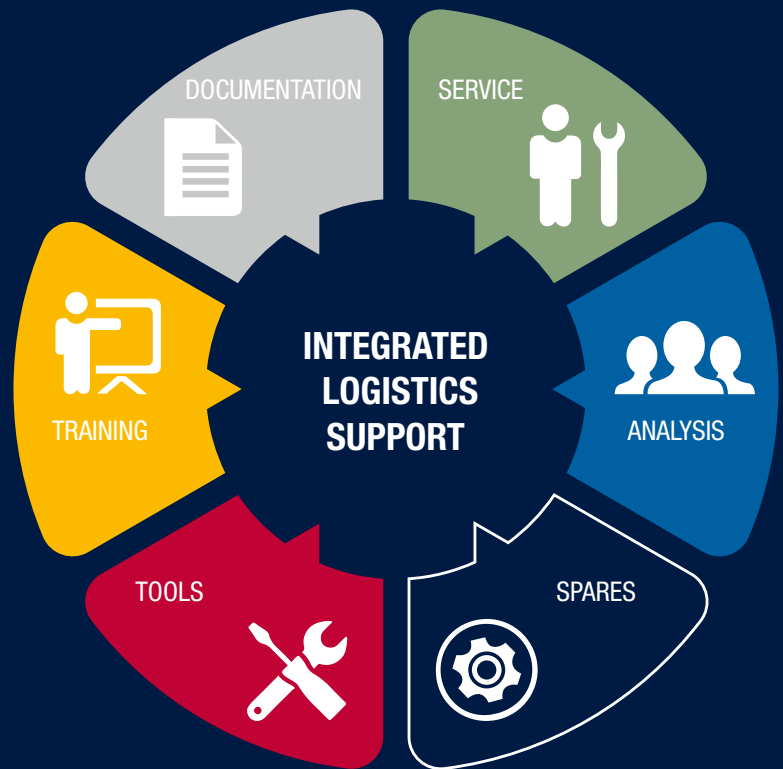 DOCUMENTATION
SERVICE
TRAINING
INTEGRATED
LOGISTICS
SUPPORT
ANALYSIS
TOOLS
SPARES